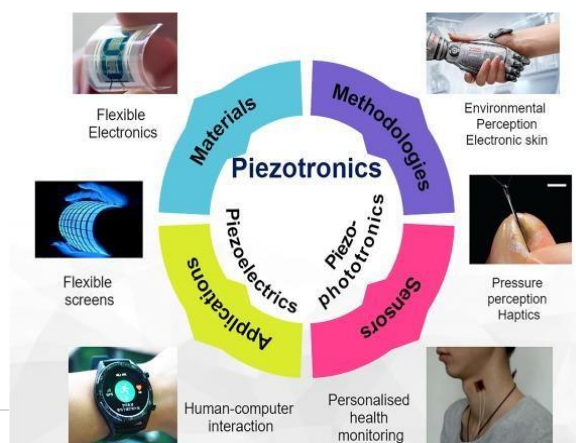 Flexible
Electronics
Materials
Methodologies
Environmental
Perception
Electronic skin
Piezotronics
Piezoelectrics
Piezo-
phototronics
Flexible
screens
Pressure
perception
Haptics
Applications
Sensors
Human-computer
interaction
Personalised
health
monitoring